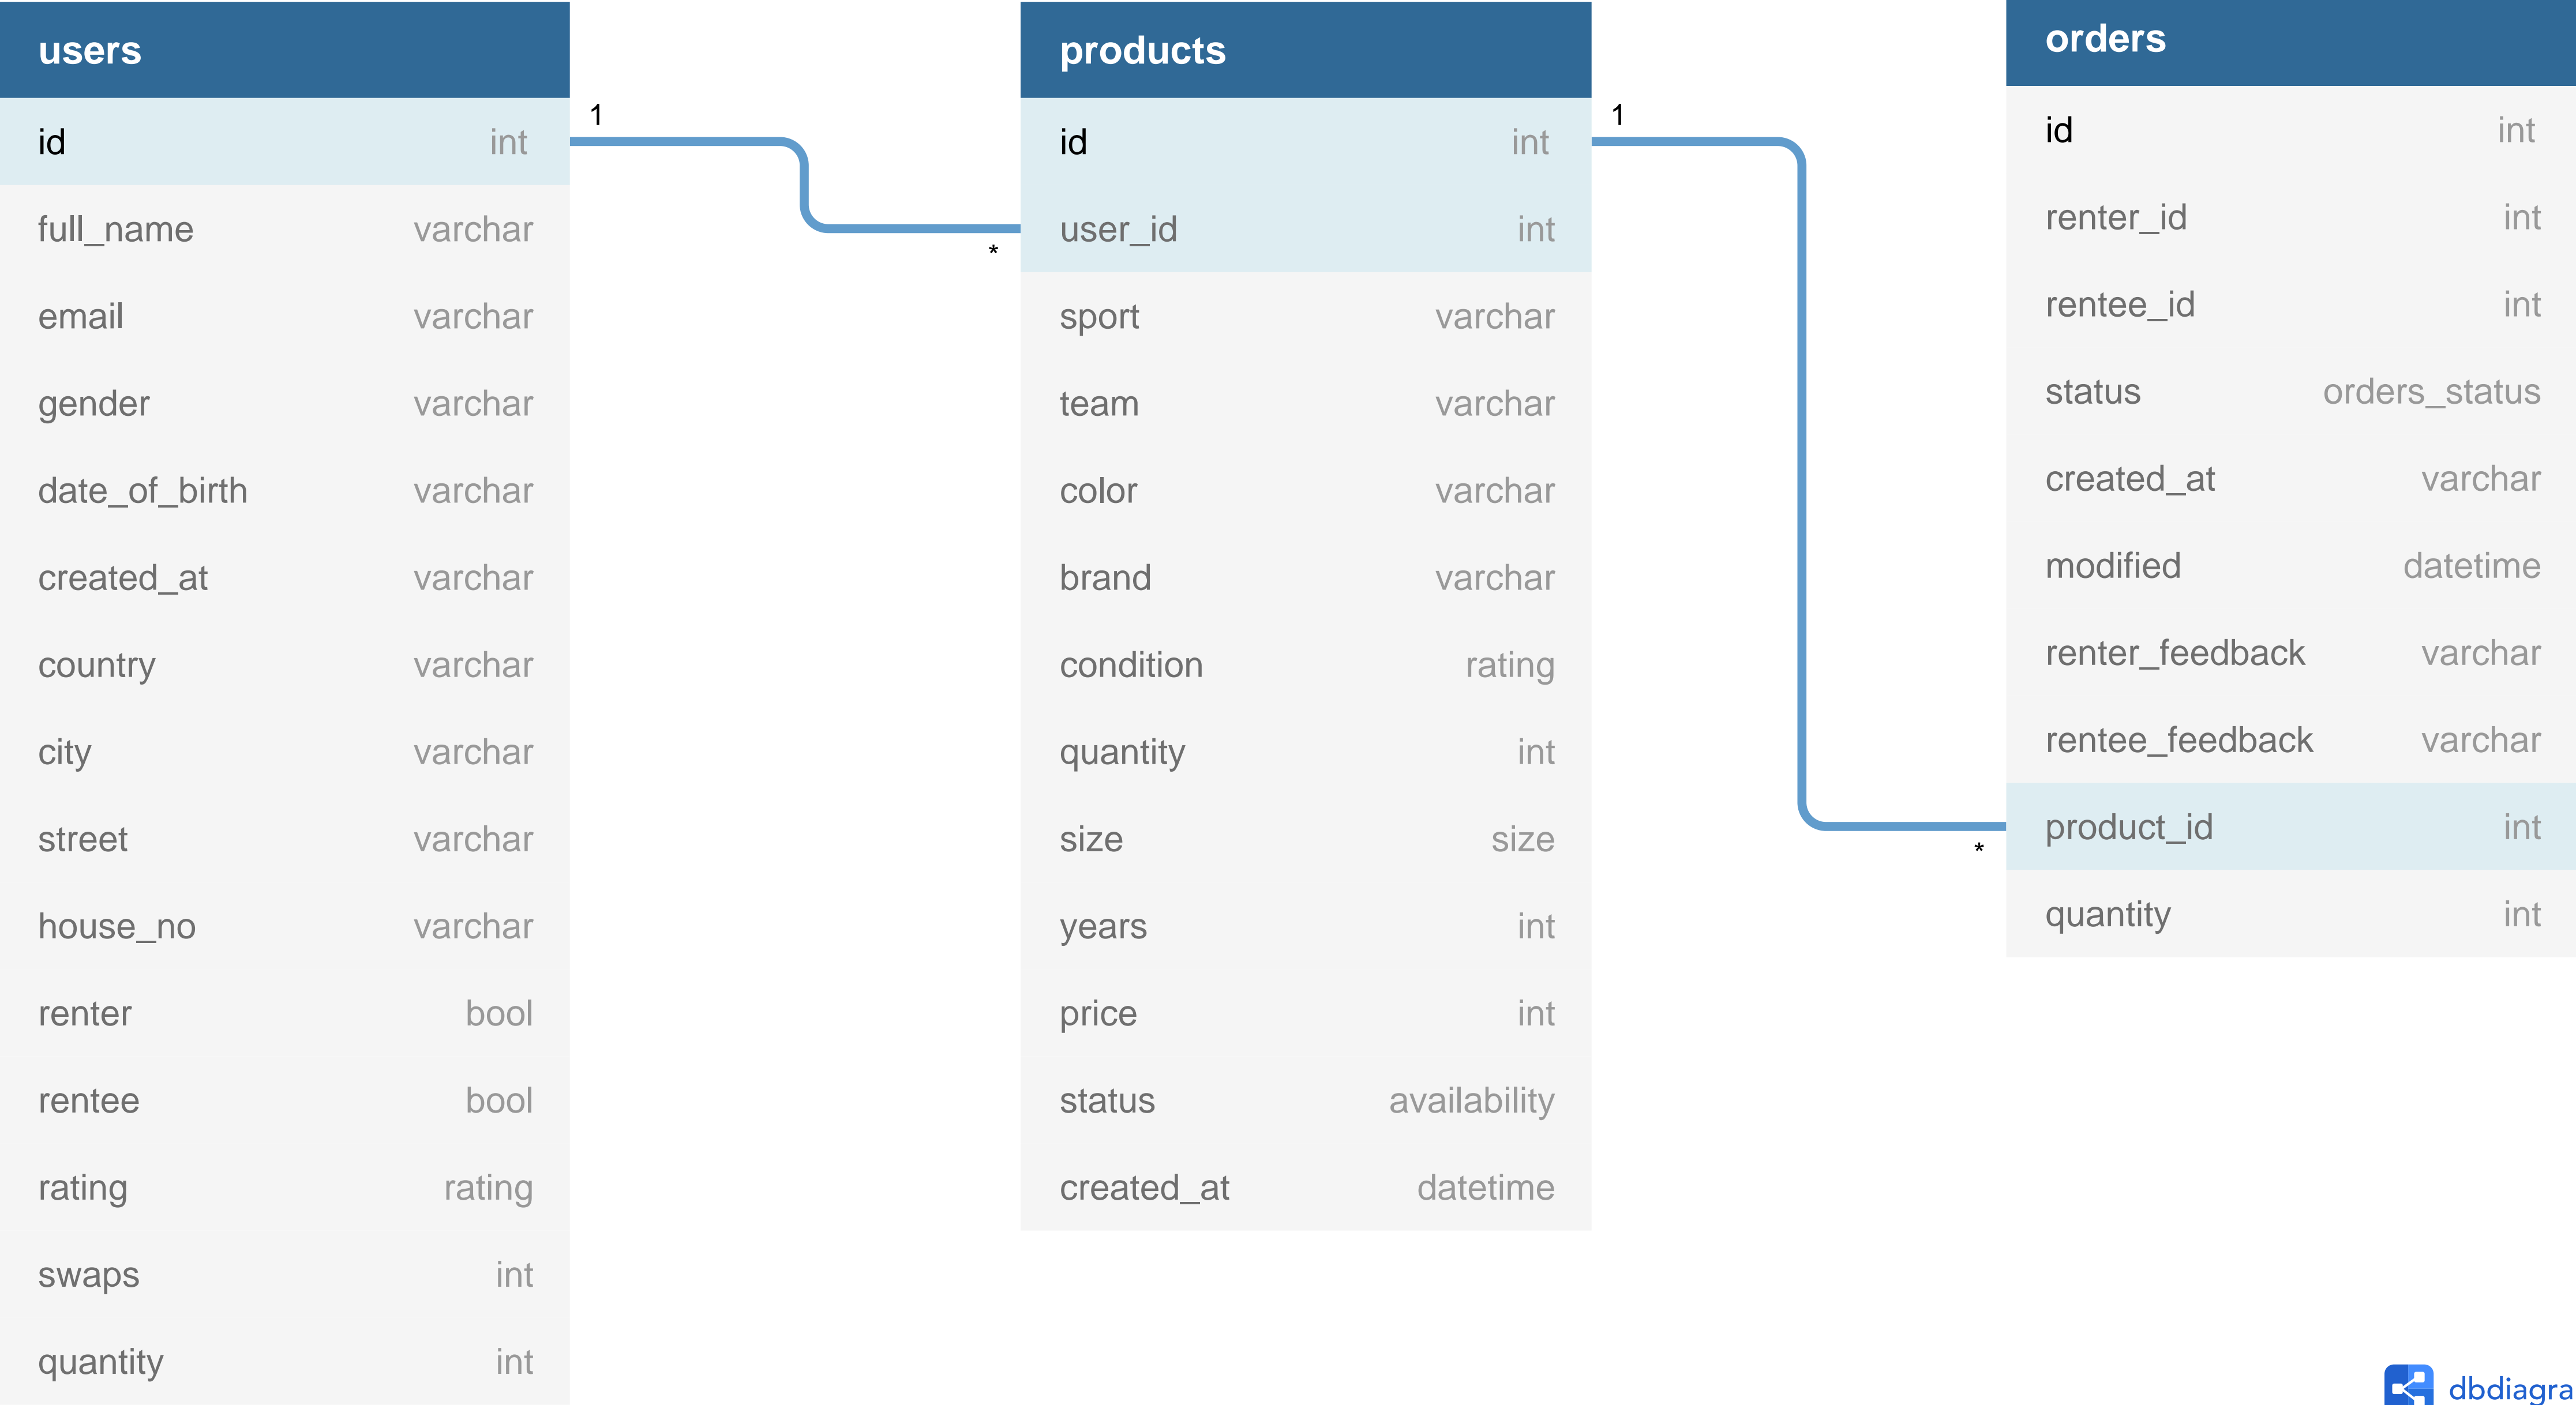 users
id int
full_name varchar
email varchar
gender varchar
date_of_birth varchar
created_at varchar
country varchar
city varchar
street varchar
house_no varchar
renter bool
rentee bool
rating rating
swaps int
quantity int
1
*
products
id int
user_id int
sport varchar
team varchar
color varchar
brand varchar
condition rating
quantity int
size size
years int
price int
status availability
created_at datetime
1
*
orders
id int
renter_id int
rentee_id int
status orders_status
created_at varchar
modified datetime
renter_feedback varchar
rentee_feedback varchar
product_id int
quantity int
dbdiagra